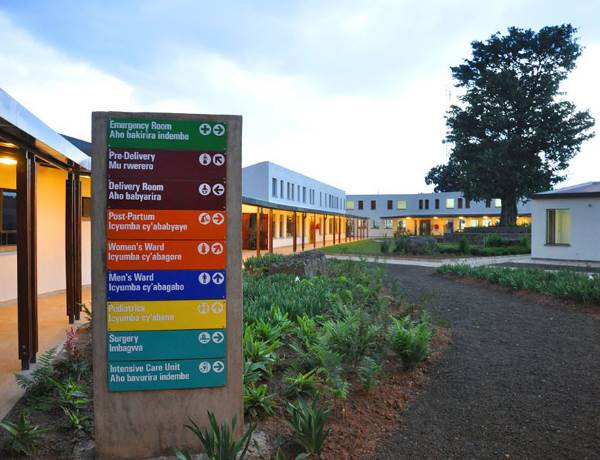 Emergency Room
Aho bakirira indembe
Pre-Delivery
Mu rwerero
Delivery Room
Aho babyarira
Post-Partum
Icyumba cy'ababyaye
Women's Ward
Icyumba cy'abagore
Men's Ward
Icyumba cy'abagabo
Pediatrics
Icyumba cy'abana
Surgery
Imbagwa
Intensive Care Unit
Aho bavurira indembe